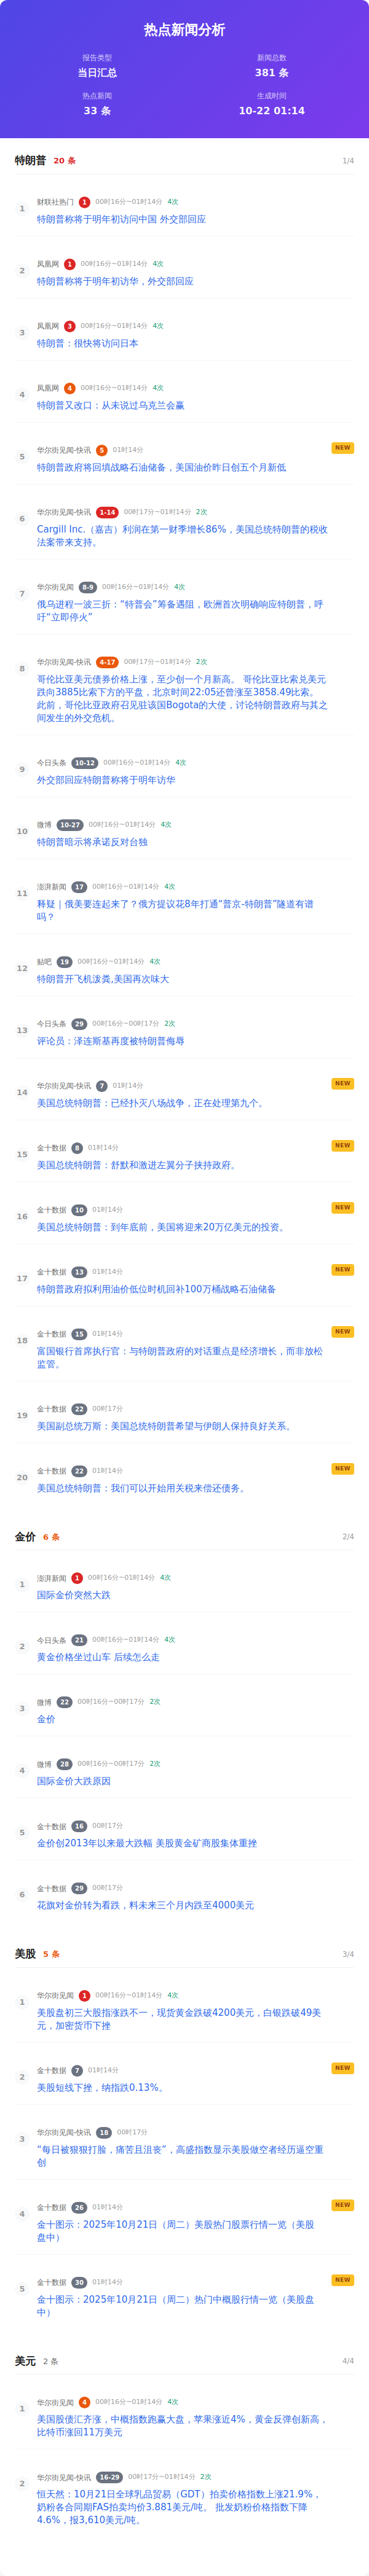 热点新闻分析
报告类型
当日汇总
新闻总数
381 条
热点新闻
33 条
生成时间
10-22 01:14
特朗普 20 条 1/4
1
财联社热门 1 00时16分~01时14分 4次
特朗普称将于明年初访问中国 外交部回应
2
凤凰网 1 00时16分~01时14分 4次
特朗普称将于明年初访华，外交部回应
3
凤凰网 3 00时16分~01时14分 4次
特朗普：很快将访问日本
4
凤凰网 4 00时16分~01时14分 4次
特朗普又改口：从未说过乌克兰会赢
5
华尔街见闻-快讯 5 01时14分 NEW
特朗普政府将回填战略石油储备，美国油价昨日创五个月新低
6
华尔街见闻-快讯 1-14 00时17分~01时14分 2次
Cargill Inc.（嘉吉）利润在第一财季增长86%，美国总统特朗普的税收
法案带来支持。
7
华尔街见闻 8-9 00时16分~01时14分 4次
俄乌进程一波三折：“特普会”筹备遇阻，欧洲首次明确响应特朗普，呼
吁“立即停火”
8
华尔街见闻-快讯 4-17 00时17分~01时14分 2次
哥伦比亚美元债券价格上涨，至少创一个月新高。 哥伦比亚比索兑美元
跌向3885比索下方的平盘，北京时间22:05还曾涨至3858.49比索。
此前，哥伦比亚政府召见驻该国Bogota的大使，讨论特朗普政府与其之
间发生的外交危机。
9
今日头条 10-12 00时16分~01时14分 4次
外交部回应特朗普称将于明年访华
10
微博 10-27 00时16分~01时14分 4次
特朗普暗示将承诺反对台独
11
澎湃新闻 17 00时16分~01时14分 4次
释疑｜俄美要连起来了？俄方提议花8年打通“普京-特朗普”隧道有谱
吗？
12
贴吧 19 00时16分~01时14分 4次
特朗普开飞机泼粪,美国再次味大
13
今日头条 29 00时16分~00时17分 2次
评论员：泽连斯基再度被特朗普侮辱
14
华尔街见闻-快讯 7 01时14分 NEW
美国总统特朗普：已经扑灭八场战争，正在处理第九个。
15
金十数据 8 01时14分 NEW
美国总统特朗普：舒默和激进左翼分子挟持政府。
16
金十数据 10 01时14分 NEW
美国总统特朗普：到年底前，美国将迎来20万亿美元的投资。
17
金十数据 13 01时14分 NEW
特朗普政府拟利用油价低位时机回补100万桶战略石油储备
18
金十数据 15 01时14分 NEW
富国银行首席执行官：与特朗普政府的对话重点是经济增长，而非放松
监管。
19
金十数据 22 00时17分
美国副总统万斯：美国总统特朗普希望与伊朗人保持良好关系。
20
金十数据 22 01时14分 NEW
美国总统特朗普：我们可以开始用关税来偿还债务。
金价 6 条 2/4
1
澎湃新闻 1 00时16分~01时14分 4次
国际金价突然大跌
2
今日头条 21 00时16分~01时14分 4次
黄金价格坐过山车 后续怎么走
3
微博 22 00时16分~00时17分 2次
金价
4
微博 28 00时16分~00时17分 2次
国际金价大跌原因
5
金十数据 16 00时17分
金价创2013年以来最大跌幅 美股黄金矿商股集体重挫
6
金十数据 29 00时17分
花旗对金价转为看跌，料未来三个月内跌至4000美元
美股 5 条 3/4
1
华尔街见闻 1 00时16分~01时14分 4次
美股盘初三大股指涨跌不一，现货黄金跌破4200美元，白银跌破49美
元，加密货币下挫
2
金十数据 7 01时14分 NEW
美股短线下挫，纳指跌0.13%。
3
华尔街见闻-快讯 18 00时17分
“每日被狠狠打脸，痛苦且沮丧”，高盛指数显示美股做空者经历逼空重
创
4
金十数据 26 01时14分 NEW
金十图示：2025年10月21日（周二）美股热门股票行情一览（美股
盘中）
5
金十数据 30 01时14分 NEW
金十图示：2025年10月21日（周二）热门中概股行情一览（美股盘
中）
美元 2 条 4/4
1
华尔街见闻 4 00时16分~01时14分 4次
美国股债汇齐涨，中概指数跑赢大盘，苹果涨近4%，黄金反弹创新高，
比特币涨回11万美元
2
华尔街见闻-快讯 16-29 00时17分~01时14分 2次
恒天然：10月21日全球乳品贸易（GDT）拍卖价格指数上涨21.9%，
奶粉各合同期FAS拍卖均价3.881美元/吨。 批发奶粉价格指数下降
4.6%，报3,610美元/吨。